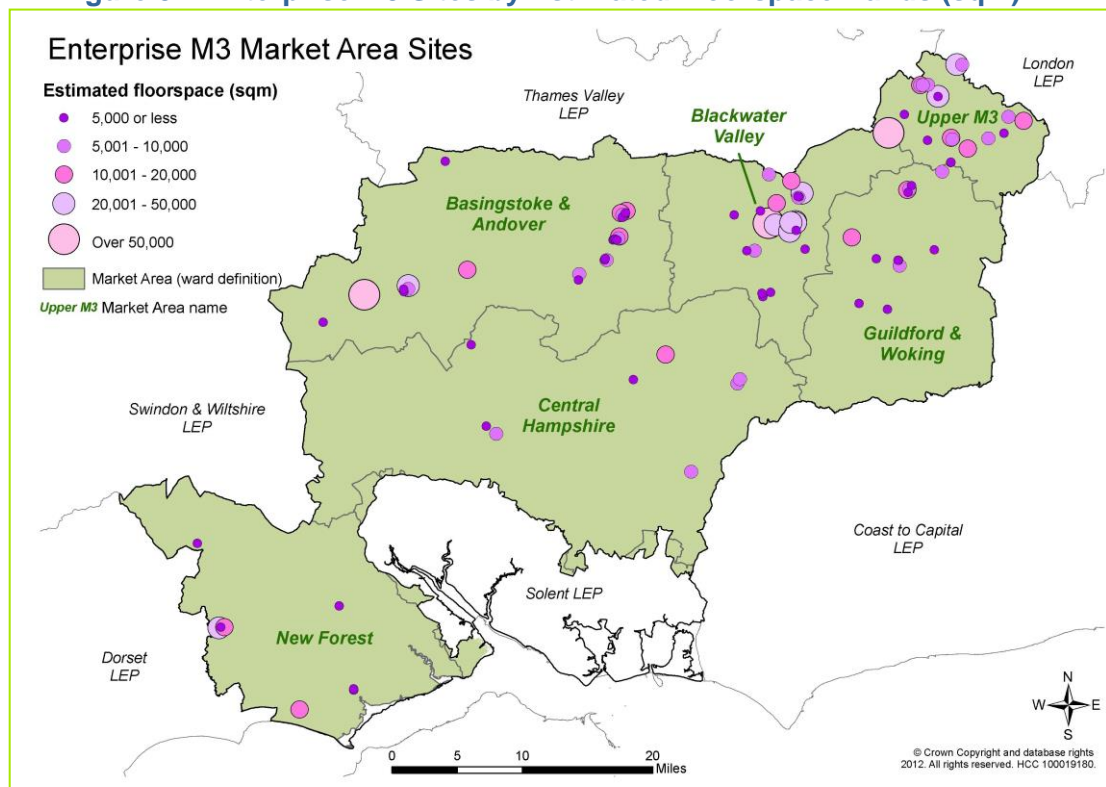 Enterprise M3 Market Area Sites
Estimated floorspace (sqm)
5,000 or less
5,001 - 10,000
10,001 - 20,000
20,001 - 50,000
Over 50,000
Market Area (ward definition)
Upper M3 Market Area name
Thames Valley
LEP
London
LEP
Blackwater
Valley
Upper M3
Basingstoke &
Andover
Guildford &
Woking
Central
Hampshire
Swindon & Wiltshire
LEP
Coast to Capital
LEP
Solent LEP
New Forest
Dorset
LEP
N
W E
S
0 5 10 20
Miles
© Crown Copyright and database rights
2012. All rights reserved. HCC 100019180.